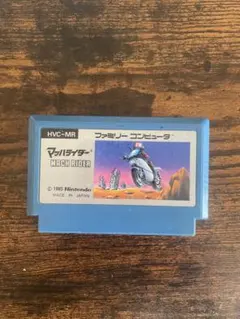 HVC-MR
ファミリーコンピュータ
マッハライダー
MACH RIDER
© 1985 Nintendo
MADE IN JAPAN